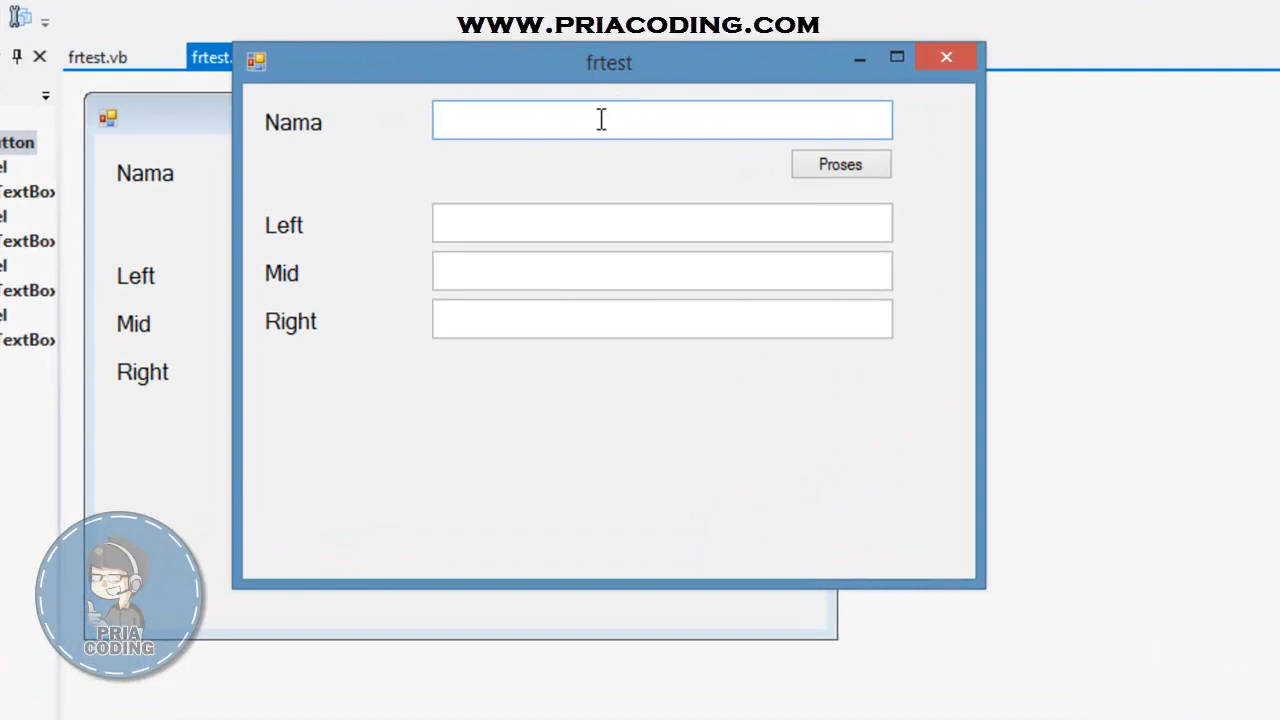 WWW.PRIACODING.COM
frtest.vb
frtest.
frtest
Nama
Proses
Left
Mid
Right
Nama
Left
Mid
Right
tton
el
TextBox
el
TextBox
el
TextBox
el
TextBox
PRIA
CODING